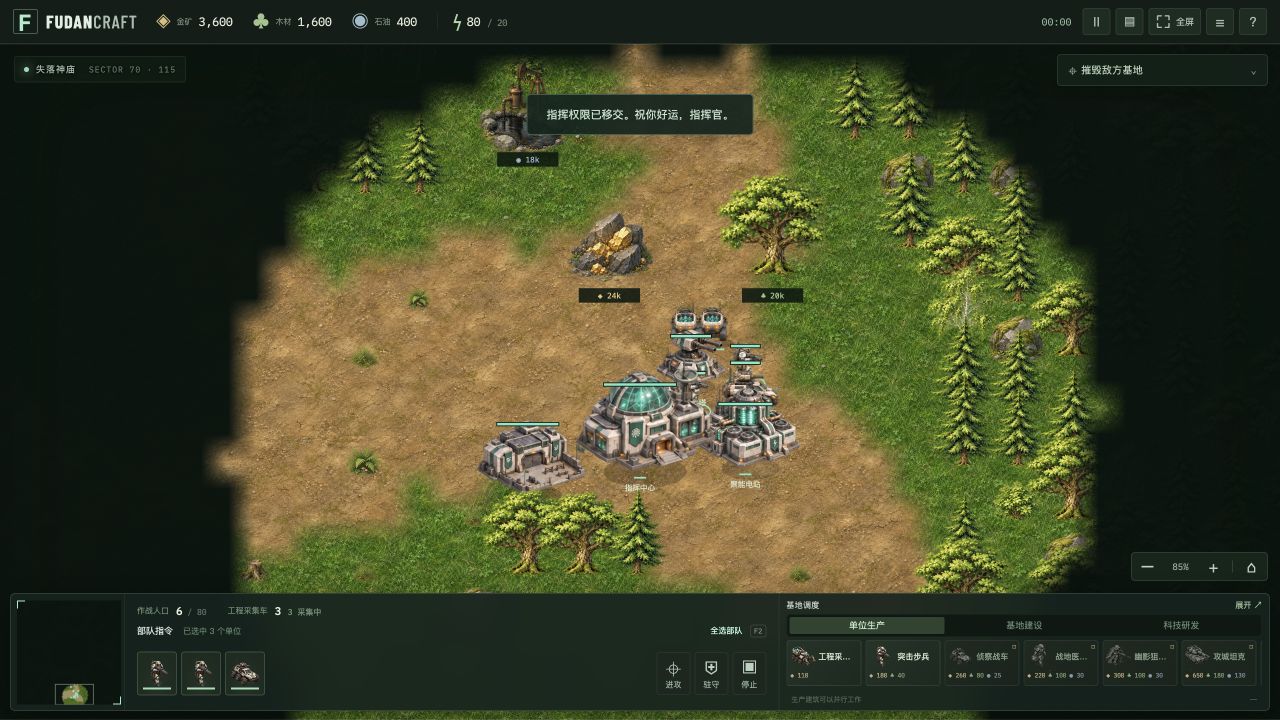 F FUDANCRAFT 金矿 3,600 木材 1,600 石油 400 80 / 20 00:00 全屏 ?
失落神庙 SECTOR 70 · 115
摧毁敌方基地
指挥权限已移交。祝你好运，指挥官。
18k
24k
20k
指挥中心
聚能电站
85%
作战人口 6 / 80 工程采集车 3 3 采集中
部队指令 已选中 3 个单位
全选部队 F2
进攻 驻守 停止
基地调度 展开
单位生产 基地建设 科技研发
工程采… 突击步兵 侦察战车 战地医… 幽影狙… 攻城坦克
110
180 40
260 80 25
220 100 30
300 100 30
650 180 130
生产建筑可以并行工作